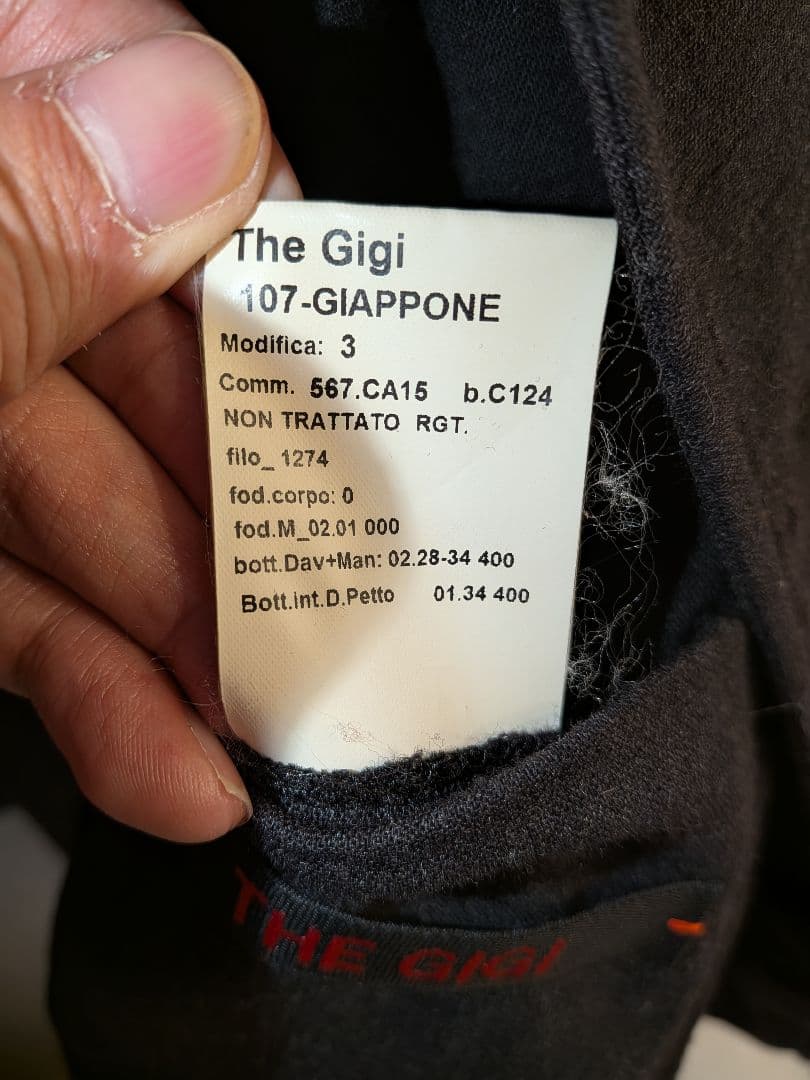 The Gigi
107-GIAPPONE
Modifica: 3
Comm. 567.CA15 b.C124
NON TRATTATO RGT.
filo_ 1274
fod.corpo: 0
fod.M_02.01 000
bott.Dav+Man: 02.28-34 400
Bott.int.D.Petto 01.34 400
THE GIGI